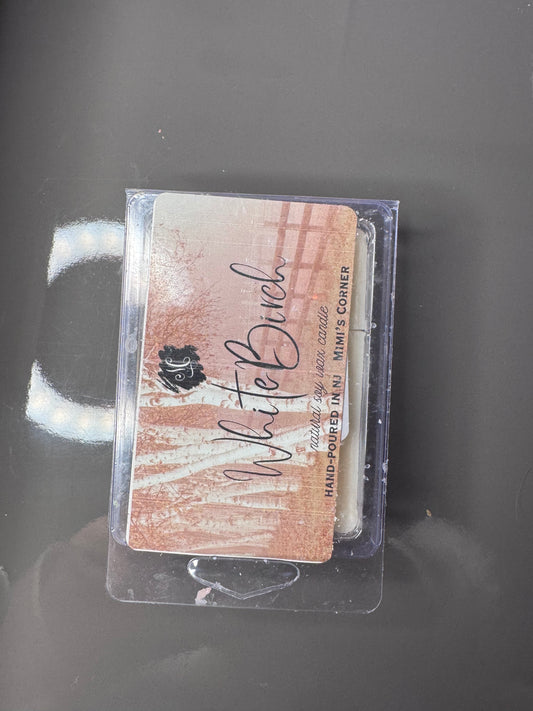 White Birch
natural soy wax candle
HAND-POURED IN NJ MIMI'S CORNER